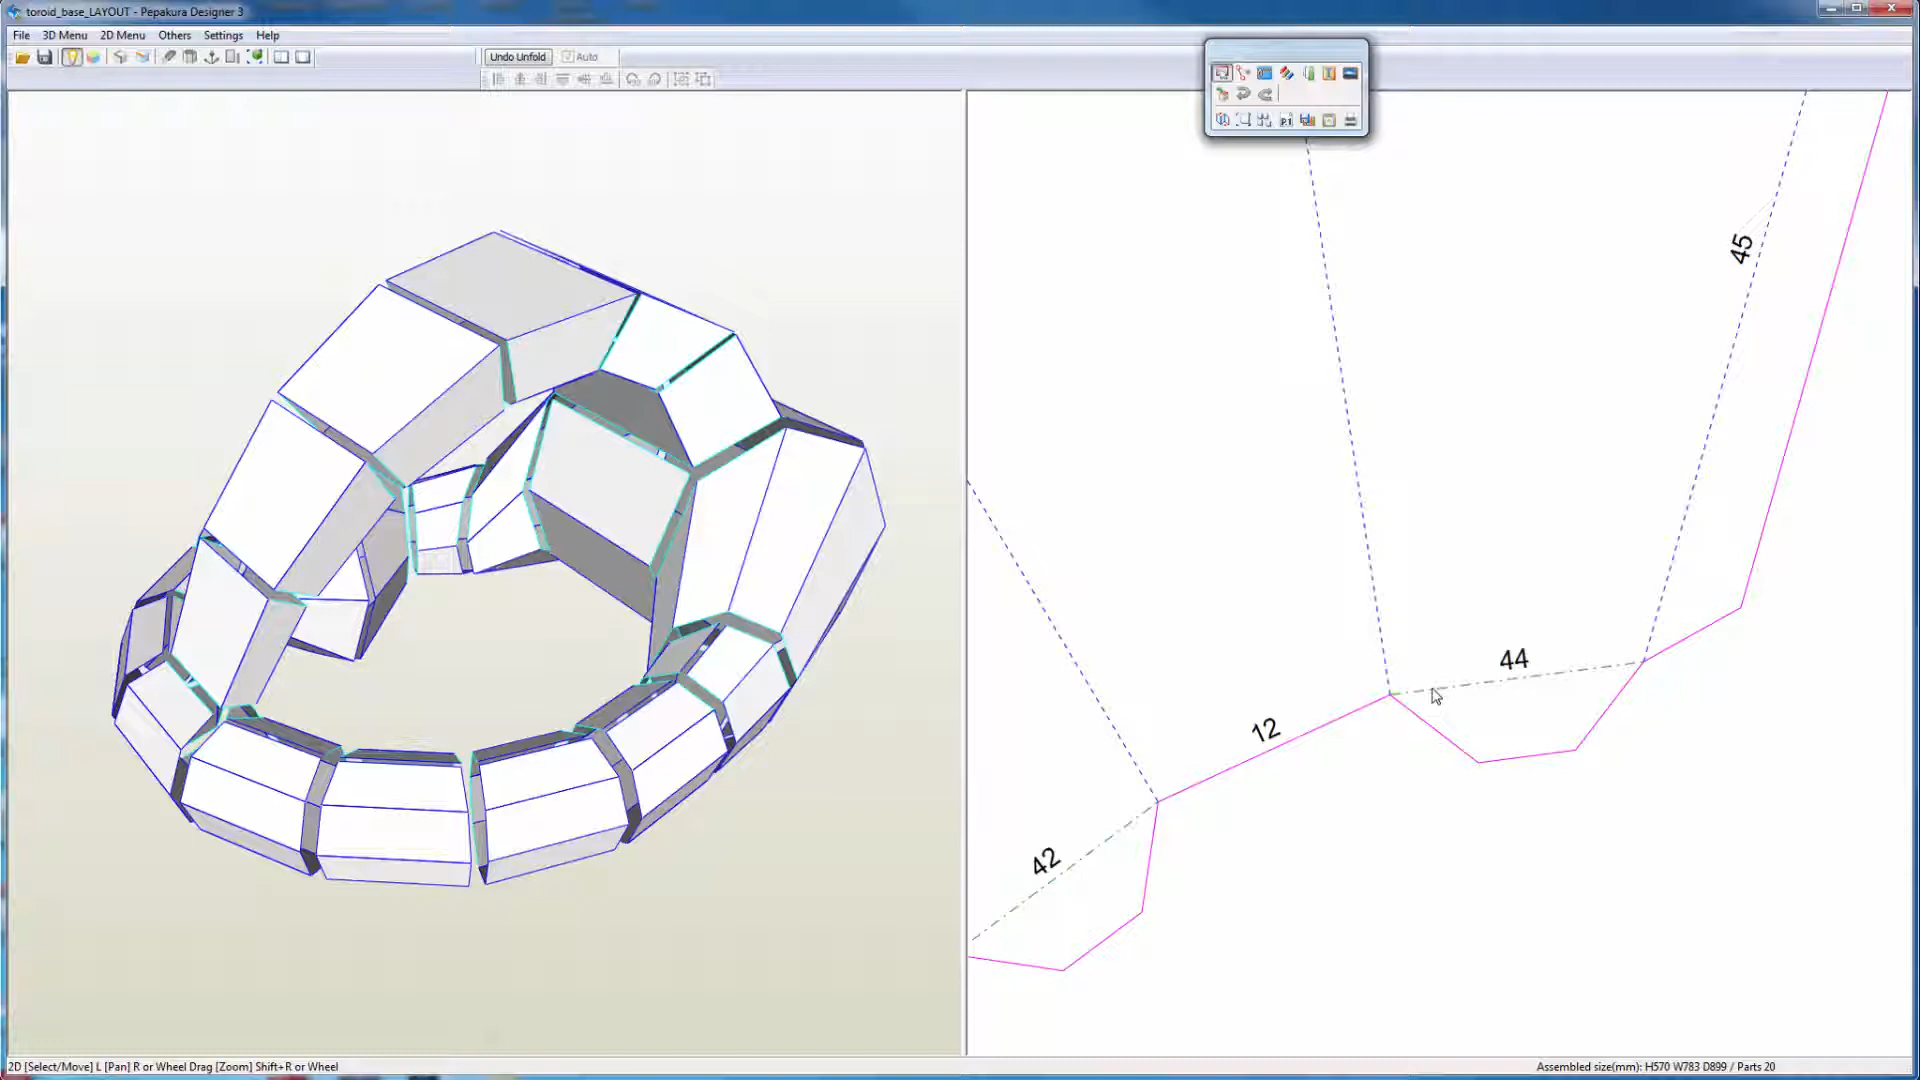 toroid_base_LAYOUT - Pepakura Designer 3
File 3D Menu 2D Menu Others Settings Help
Undo Unfold Auto
P.1
45
44
12
42
2D [Select/Move] L [Pan] R or Wheel Drag [Zoom] Shift+R or Wheel
Assembled size(mm): H570 W783 D899 / Parts 20